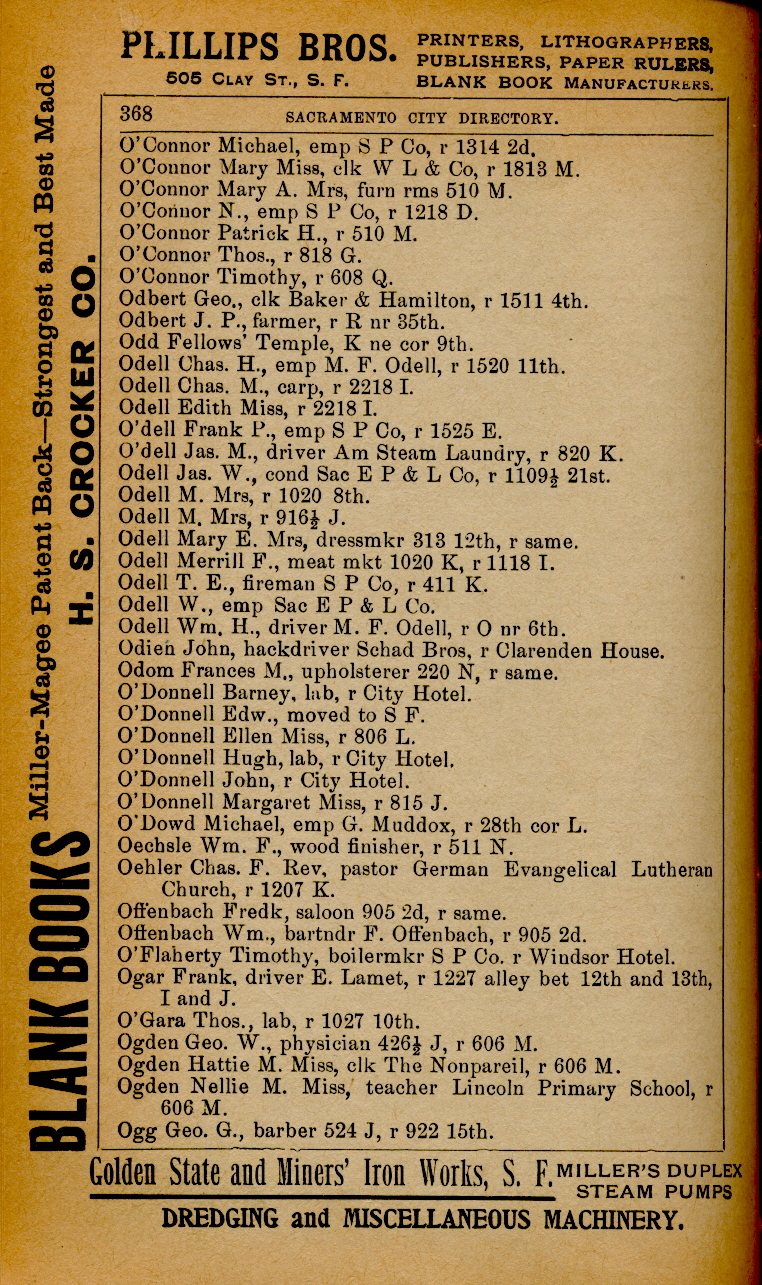 PHILLIPS BROS.
505 CLAY ST., S. F.
PRINTERS, LITHOGRAPHERS,
PUBLISHERS, PAPER RULERS,
BLANK BOOK MANUFACTURERS.
BLANK BOOKS Miller-Magee Patent Back—Strongest and Best Made
H. S. CROCKER CO.
368 SACRAMENTO CITY DIRECTORY.
O'Connor Michael, emp S P Co, r 1314 2d.
O'Connor Mary Miss, clk W L & Co, r 1813 M.
O'Connor Mary A. Mrs, furn rms 510 M.
O'Connor N., emp S P Co, r 1218 D.
O'Connor Patrick H., r 510 M.
O'Connor Thos., r 818 G.
O'Connor Timothy, r 608 Q.
Odbert Geo., clk Baker & Hamilton, r 1511 4th.
Odbert J. P., farmer, r R nr 35th.
Odd Fellows' Temple, K ne cor 9th.
Odell Chas. H., emp M. F. Odell, r 1520 11th.
Odell Chas. M., carp, r 2218 I.
Odell Edith Miss, r 2218 I.
O'dell Frank P., emp S P Co, r 1525 E.
O'dell Jas. M., driver Am Steam Laundry, r 820 K.
Odell Jas. W., cond Sac E P & L Co, r 1109½ 21st.
Odell M. Mrs, r 1020 8th.
Odell M. Mrs, r 916½ J.
Odell Mary E. Mrs, dressmkr 313 12th, r same.
Odell Merrill F., meat mkt 1020 K, r 1118 I.
Odell T. E., fireman S P Co, r 411 K.
Odell W., emp Sac E P & L Co.
Odell Wm. H., driver M. F. Odell, r O nr 6th.
Odien John, hackdriver Schad Bros, r Clarenden House.
Odom Frances M., upholsterer 220 N, r same.
O'Donnell Barney, lab, r City Hotel.
O'Donnell Edw., moved to S F.
O'Donnell Ellen Miss, r 806 L.
O'Donnell Hugh, lab, r City Hotel.
O'Donnell John, r City Hotel.
O'Donnell Margaret Miss, r 815 J.
O'Dowd Michael, emp G. Muddox, r 28th cor L.
Oechsle Wm. F., wood finisher, r 511 N.
Oehler Chas. F. Rev, pastor German Evangelical Lutheran
Church, r 1207 K.
Offenbach Fredk, saloon 905 2d, r same.
Offenbach Wm., bartndr F. Offenbach, r 905 2d.
O'Flaherty Timothy, boilermkr S P Co. r Windsor Hotel.
Ogar Frank, driver E. Lamet, r 1227 alley bet 12th and 13th,
I and J.
O'Gara Thos., lab, r 1027 10th.
Ogden Geo. W., physician 426½ J, r 606 M.
Ogden Hattie M. Miss, clk The Nonpareil, r 606 M.
Ogden Nellie M. Miss, teacher Lincoln Primary School, r
606 M.
Ogg Geo. G., barber 524 J, r 922 15th.
Golden State and Miners' Iron Works, S. F.
MILLER'S DUPLEX
STEAM PUMPS
DREDGING and MISCELLANEOUS MACHINERY.